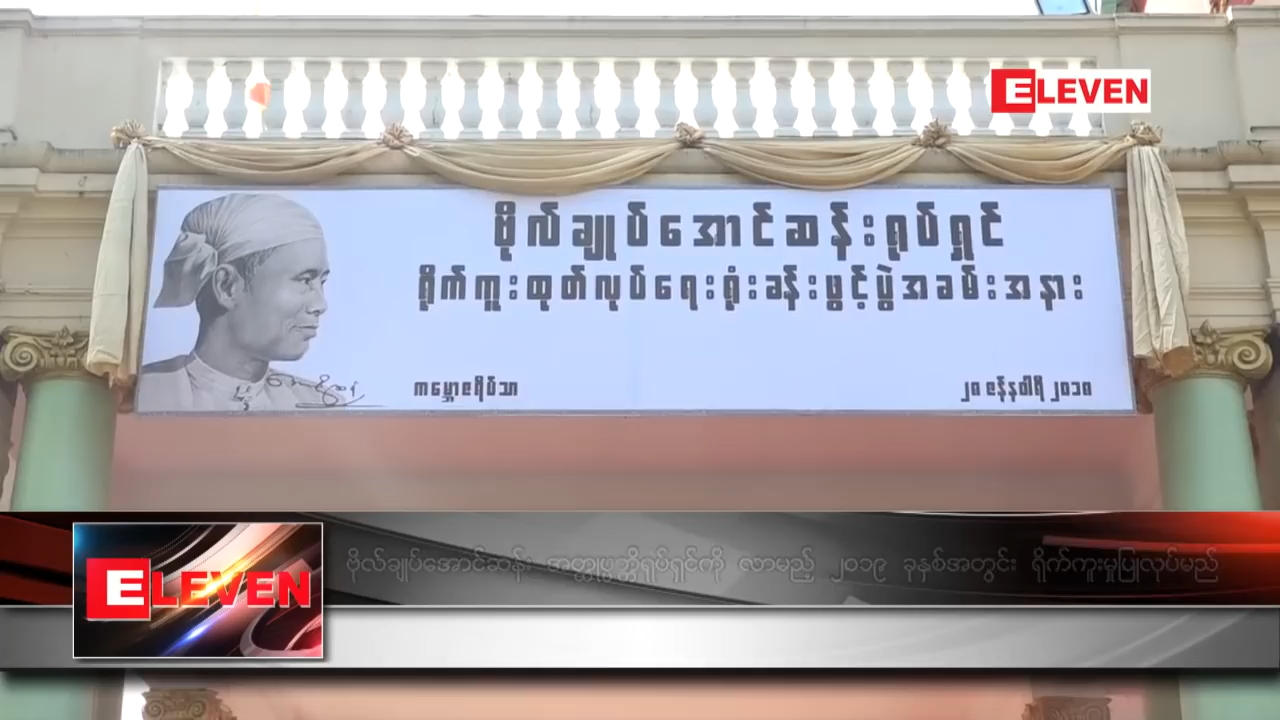 ELEVEN
ဗိုလ်ချုပ်အောင်ဆန်းရုပ်ရှင်
ရိုက်ကူးထုတ်လုပ်ရေးရုံးခန်းဖွင့်ပွဲအခမ်းအနား
ကမ္ဘောဇရိပ်သာ
၂၈ ဇန်နဝါရီ ၂၀၁၈
ELEVEN
ဗိုလ်ချုပ်အောင်ဆန်း အတ္ထုပ္ပတ္တိရုပ်ရှင်ကို လာမည့် ၂၀၁၉ ခုနှစ်အတွင်း ရိုက်ကူးမှုပြုလုပ်မည်